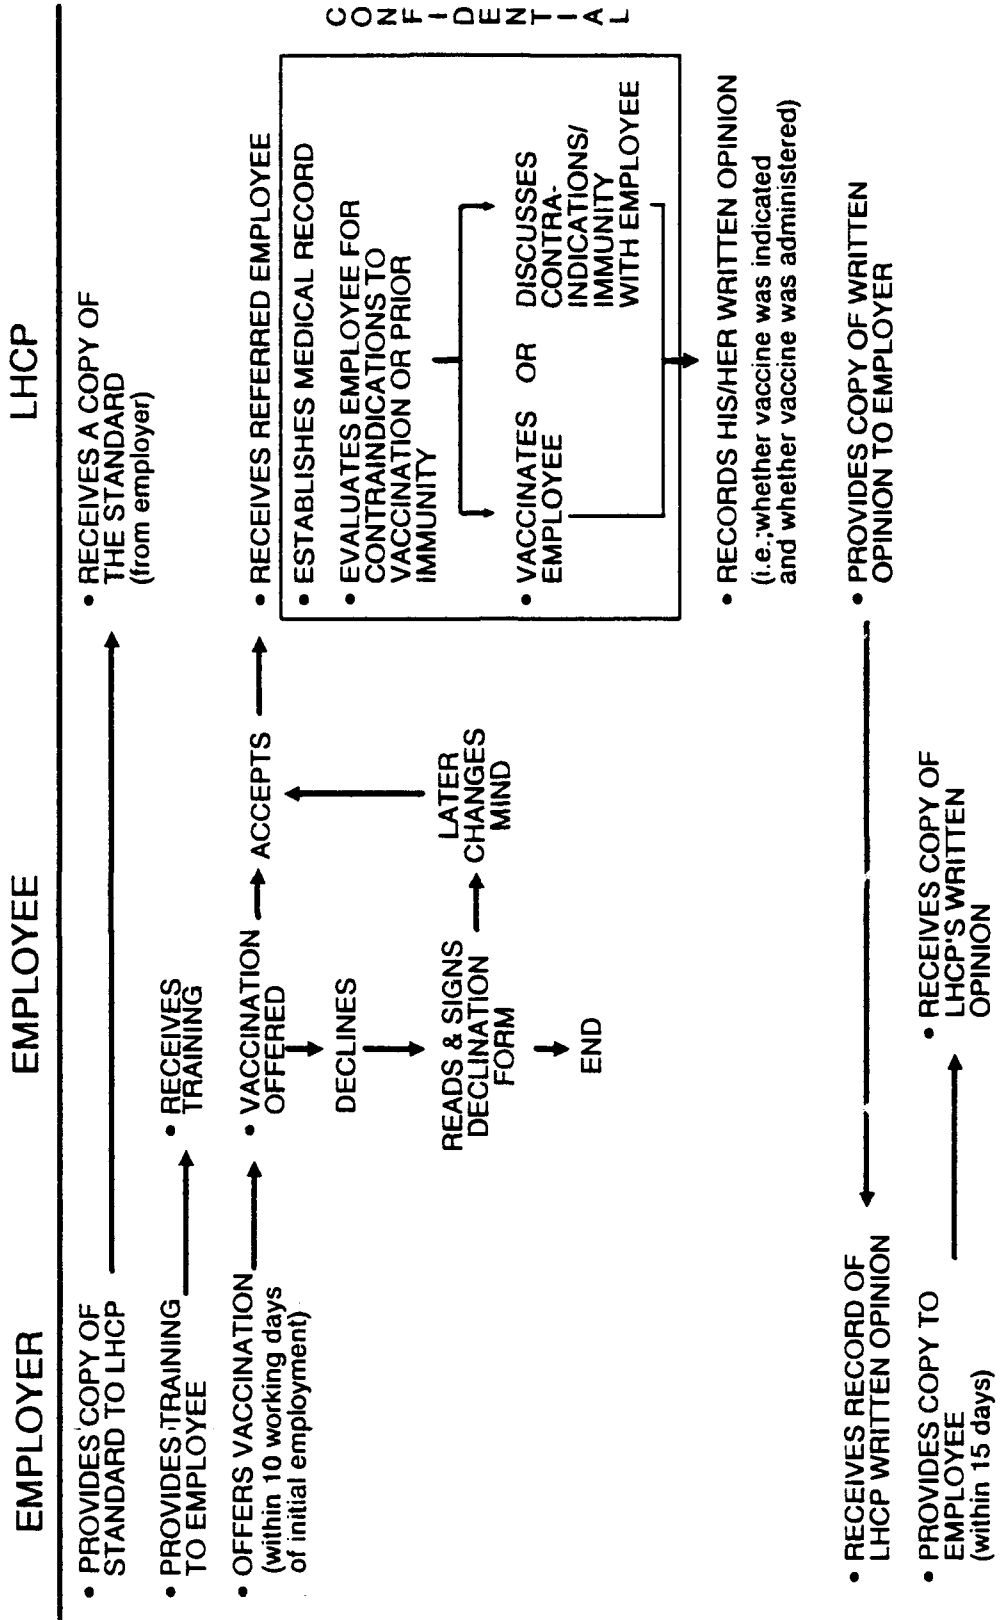 EMPLOYER
EMPLOYEE
LHCP
• PROVIDES COPY OF
STANDARD TO LHCP
• RECEIVES A COPY OF
THE STANDARD
(from employer)
• PROVIDES TRAINING
TO EMPLOYEE
• RECEIVES
TRAINING
• OFFERS VACCINATION
(within 10 working days
of initial employment)
• VACCINATION
OFFERED
ACCEPTS
DECLINES
READS & SIGNS
DECLINATION
FORM
END
LATER
CHANGES
MIND
• RECEIVES REFERRED EMPLOYEE
• ESTABLISHES MEDICAL RECORD
• EVALUATES EMPLOYEE FOR
CONTRAINDICATIONS TO
VACCINATION OR PRIOR
IMMUNITY
• VACCINATES
EMPLOYEE
OR
DISCUSSES
CONTRA-
INDICATIONS/
IMMUNITY
WITH EMPLOYEE
CONFIDENTIAL
• RECORDS HIS/HER WRITTEN OPINION
(i.e.;whether vaccine was indicated
and whether vaccine was administered)
• PROVIDES COPY OF WRITTEN
OPINION TO EMPLOYER
• RECEIVES RECORD OF
LHCP WRITTEN OPINION
• PROVIDES COPY TO
EMPLOYEE
(within 15 days)
• RECEIVES COPY OF
LHCP'S WRITTEN
OPINION